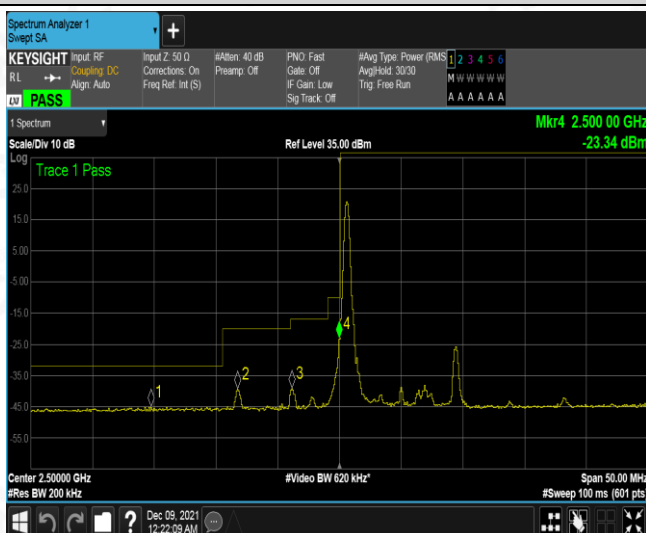 Spectrum Analyzer 1
Swept SA
+
KEYSIGHT
RL
LXI PASS
Input: RF
Coupling: DC
Align: Auto
Input Z: 50 Ω
Corrections: On
Freq Ref: Int (S)
#Atten: 40 dB
Preamp: Off
PNO: Fast
Gate: Off
IF Gain: Low
Sig Track: Off
#Avg Type: Power (RMS
Avg|Hold: 30/30
Trig: Free Run
1 2 3 4 5 6
M W W W W W
A A A A A A
1 Spectrum
Mkr4 2.500 00 GHz
Scale/Div 10 dB
Ref Level 35.00 dBm
-23.34 dBm
Log
Trace 1 Pass
25.0
15.0
5.00
-5.00
-15.0
-25.0
-35.0
-45.0
-55.0
1
2
3
4
Center 2.50000 GHz
#Video BW 620 kHz*
Span 50.00 MHz
#Res BW 200 kHz
#Sweep 100 ms (601 pts)
?
Dec 09, 2021
12:22:09 AM